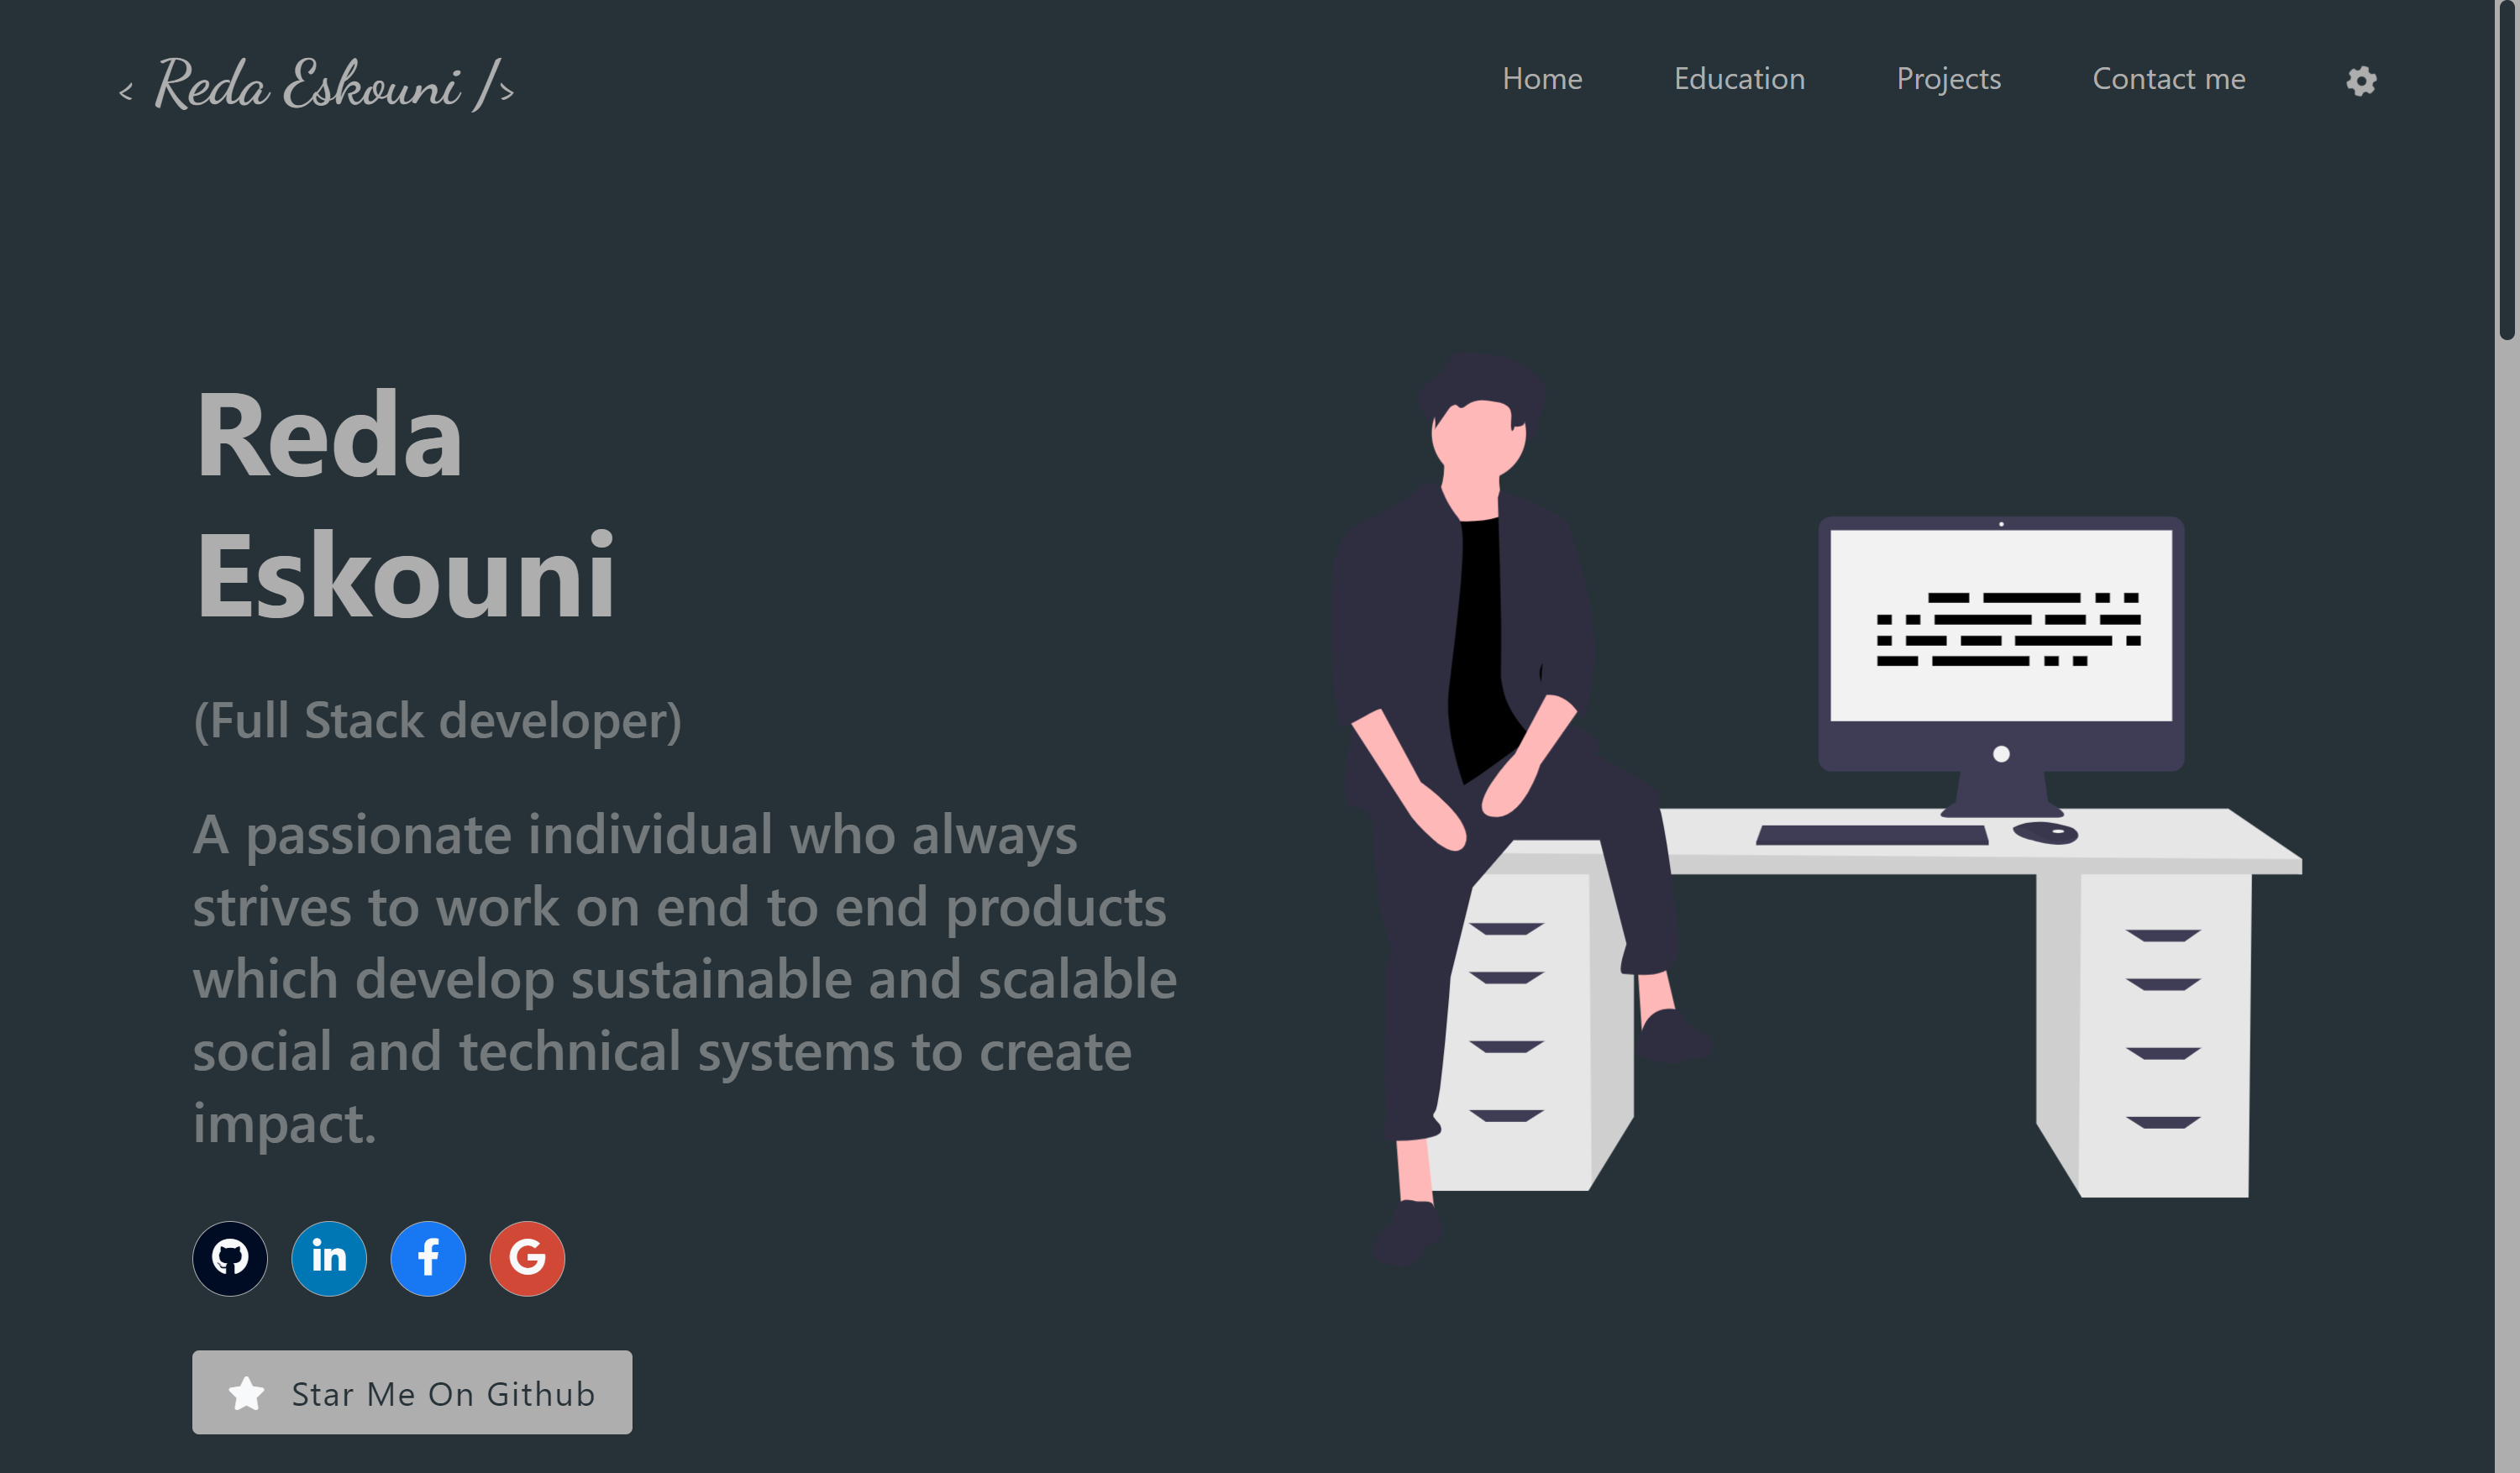 < Reda Eskouni />
Home Education Projects Contact me
Reda
Eskouni
(Full Stack developer)
A passionate individual who always
strives to work on end to end products
which develop sustainable and scalable
social and technical systems to create
impact.
Star Me On Github